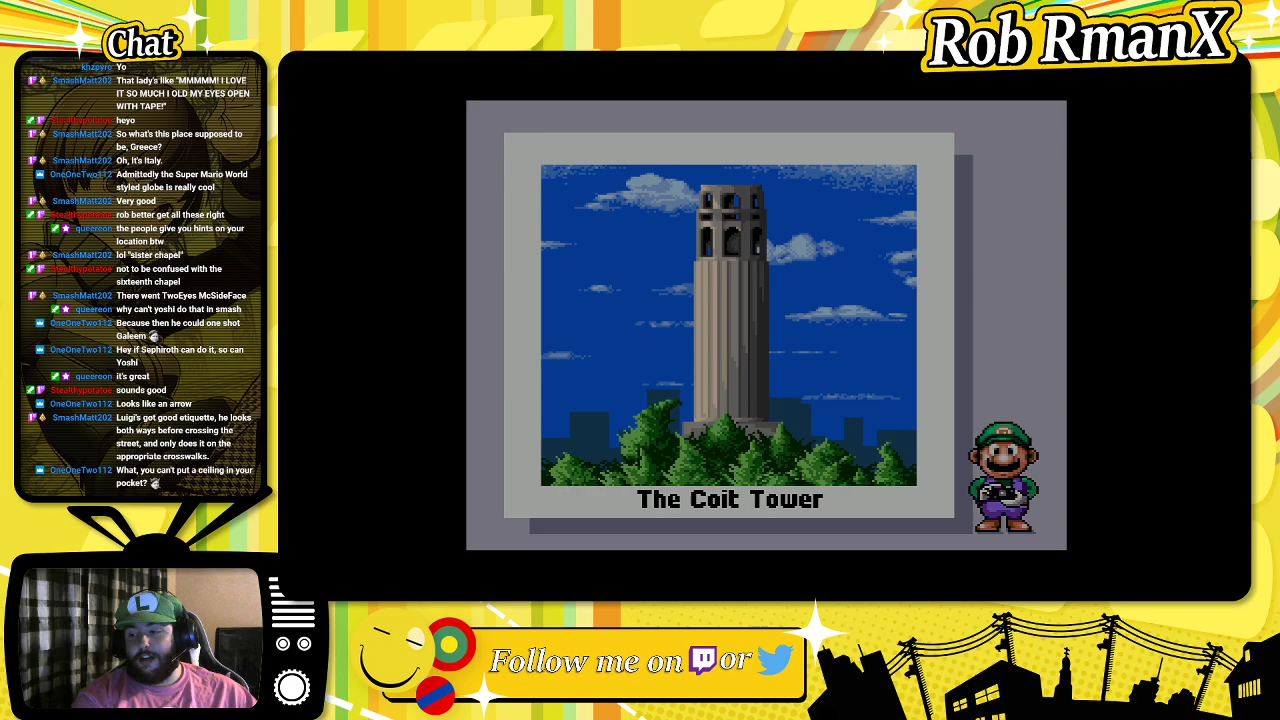 Chat
Rob RmanX
khzpyro Yo
SmashMatt202 That lady's like "MMMMM! I LOVE
IT SO MUCH I OLD MY EYES OPEN
WITH TAPE!"
Stealthypotatoe heyo
SmashMatt202 So what's this place supposed to
be, Greece?
SmashMatt202 Oh, it's Italy.
OneOneTwo112 Admittedly the Super Mario World
styled globe is really cool
SmashMatt202 Very good
Stealthypotatoe rob better get all these right
queereon the people give you hints on your
location btw
SmashMatt202 lol "sister chapel"
Stealthypotatoe not to be confused with the
sixteenth chapel
SmashMatt202 There went TwoEyes McSideFace
queereon why can't yoshi do that in smash
OneOneTwo112 Because then he could one shot
Galeem
OneOneTwo112 Hey if Sephiroth can do it, so can
Yoshi
queereon it's great
Stealthypotatoe sounds good
OneOneTwo112 Looks like an array
SmashMatt202 Luigi's got good etiquette, he looks
both ways before crossing the
street, and only does it on the
appropriate crosswalks.
OneOneTwo112 What, you can't put a ceiling in your
pocket?
The Coit Tower
L
Follow me on or